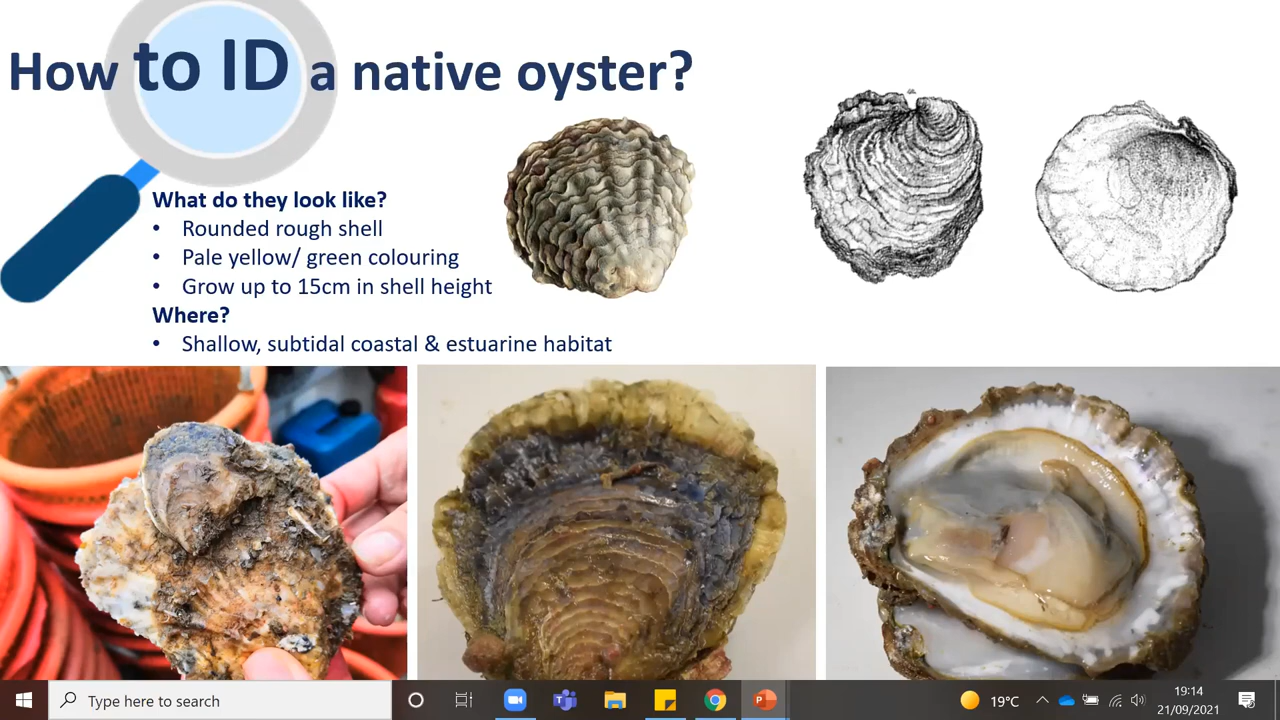 How to ID a native oyster?
What do they look like?
• Rounded rough shell
• Pale yellow/ green colouring
• Grow up to 15cm in shell height
Where?
• Shallow, subtidal coastal & estuarine habitat
Type here to search
19°C
19:14
21/09/2021